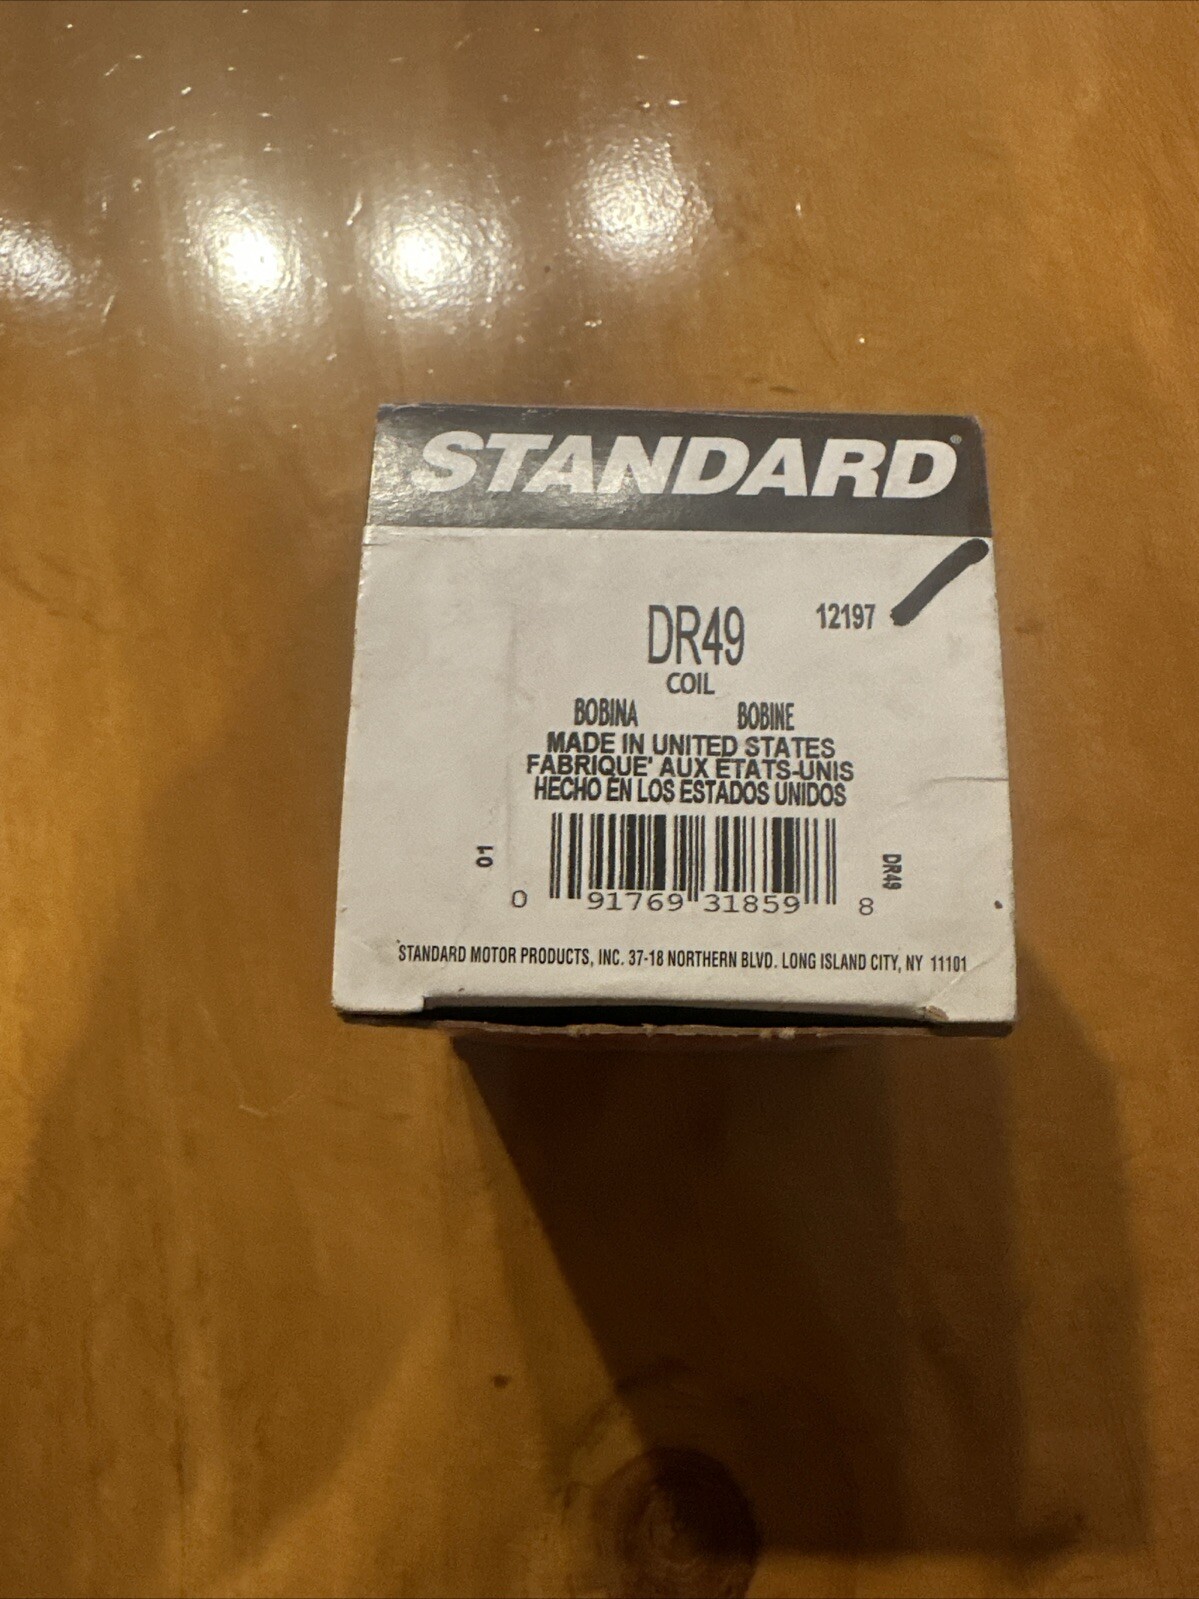 STANDARD®
12197
DR49
COIL
BOBINA BOBINE
MADE IN UNITED STATES
FABRIQUE' AUX ETATS-UNIS
HECHO EN LOS ESTADOS UNIDOS
01
DR49
0 91769 31859 8
STANDARD MOTOR PRODUCTS, INC. 37-18 NORTHERN BLVD. LONG ISLAND CITY, NY 11101